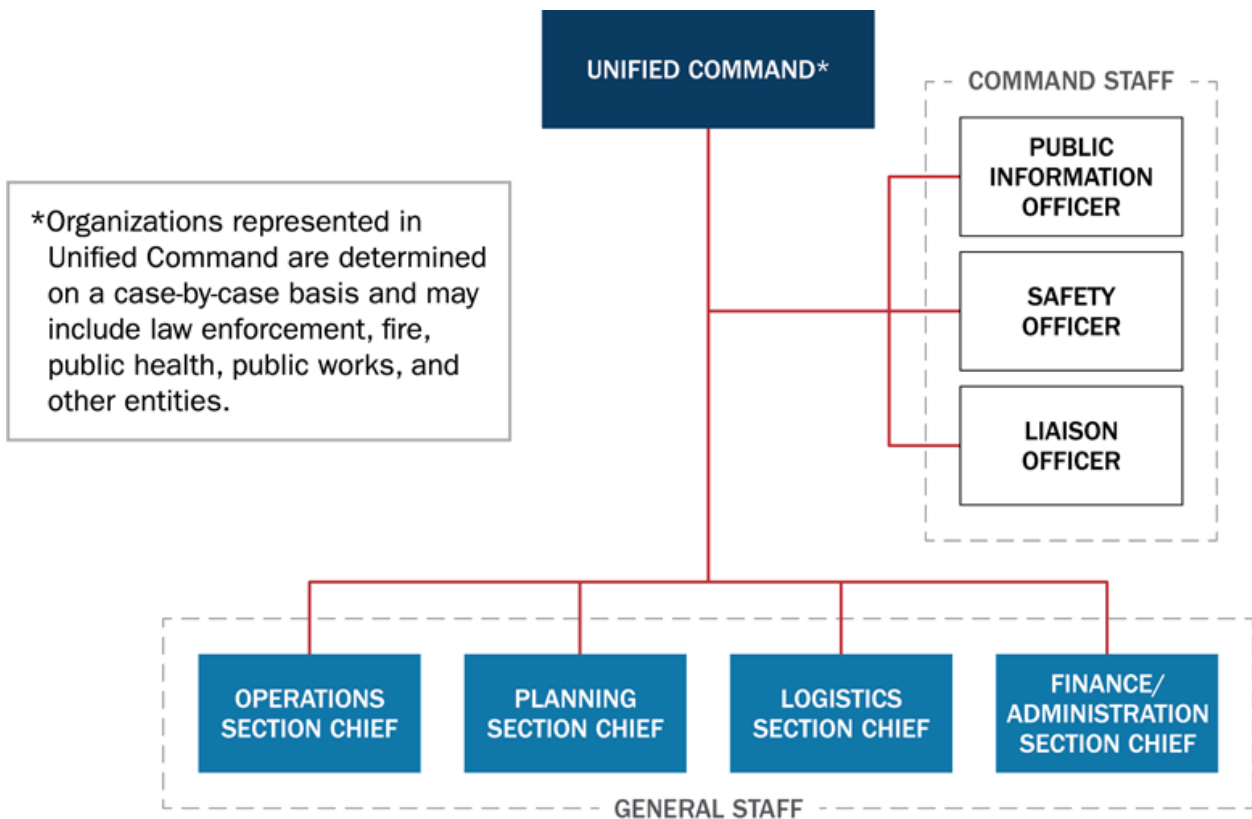 UNIFIED COMMAND*
COMMAND STAFF
PUBLIC
INFORMATION
OFFICER
SAFETY
OFFICER
LIAISON
OFFICER
*Organizations represented in
Unified Command are determined
on a case-by-case basis and may
include law enforcement, fire,
public health, public works, and
other entities.
OPERATIONS
SECTION CHIEF
PLANNING
SECTION CHIEF
LOGISTICS
SECTION CHIEF
FINANCE/
ADMINISTRATION
SECTION CHIEF
GENERAL STAFF